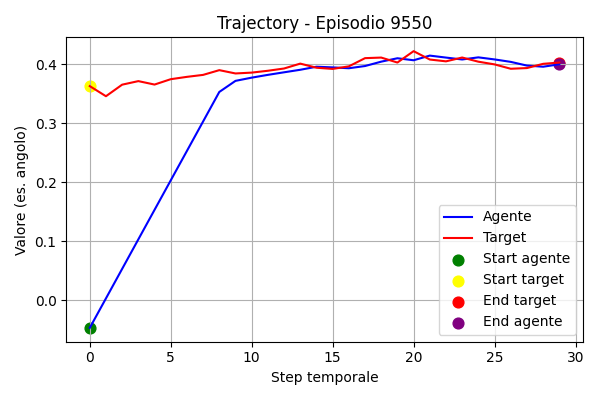 Trajectory - Episodio 9550
Valore (es. angolo)
0.4
0.3
0.2
0.1
0.0
0
5
10
15
20
25
30
Step temporale
Agente
Target
Start agente
Start target
End target
End agente